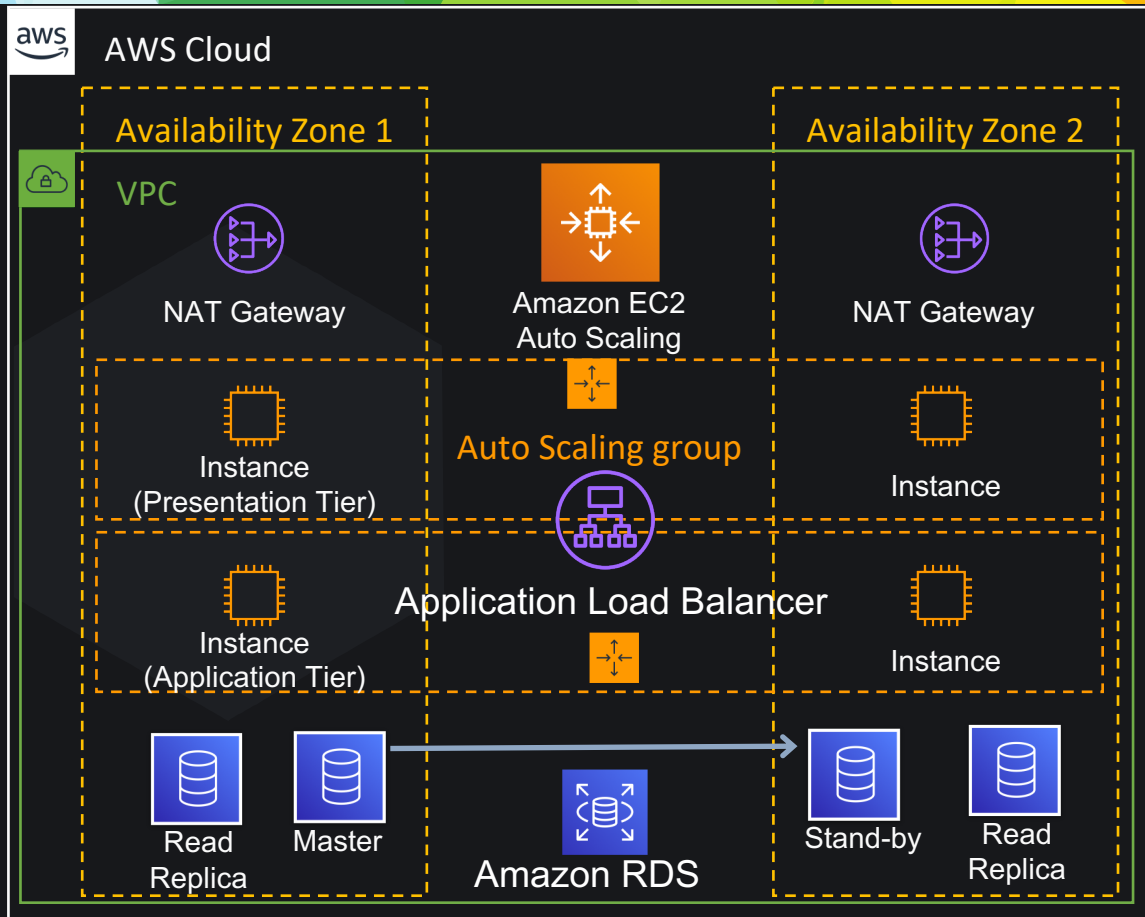 aws
AWS Cloud
Availability Zone 1
Availability Zone 2
VPC
NAT Gateway
Amazon EC2
Auto Scaling
NAT Gateway
Auto Scaling group
Instance
(Presentation Tier)
Instance
Application Load Balancer
Instance
(Application Tier)
Instance
Read
Replica
Master
Amazon RDS
Stand-by
Read
Replica